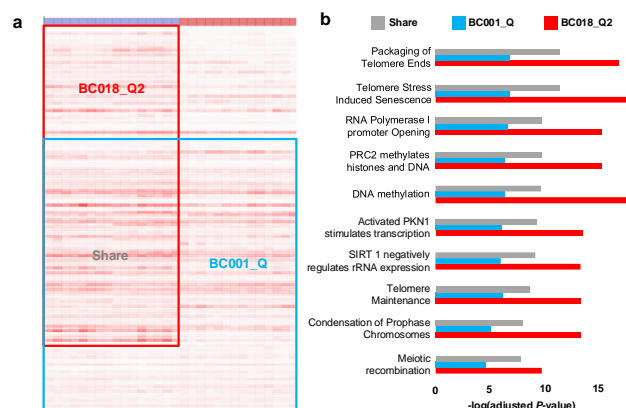 a
BC018_Q2
Share
BC001_Q
b
Share
BC001_Q
BC018_Q2
Packaging of
Telomere Ends
Telomere Stress
Induced Senescence
RNA Polymerase I
promoter Opening
PRC2 methylates
histones and DNA
DNA methylation
Activated PKN1
stimulates transcription
SIRT 1 negatively
regulates rRNA expression
Telomere
Maintenance
Condensation of Prophase
Chromosomes
Meiotic
recombination
0 5 10 15
-log(adjusted P-value)